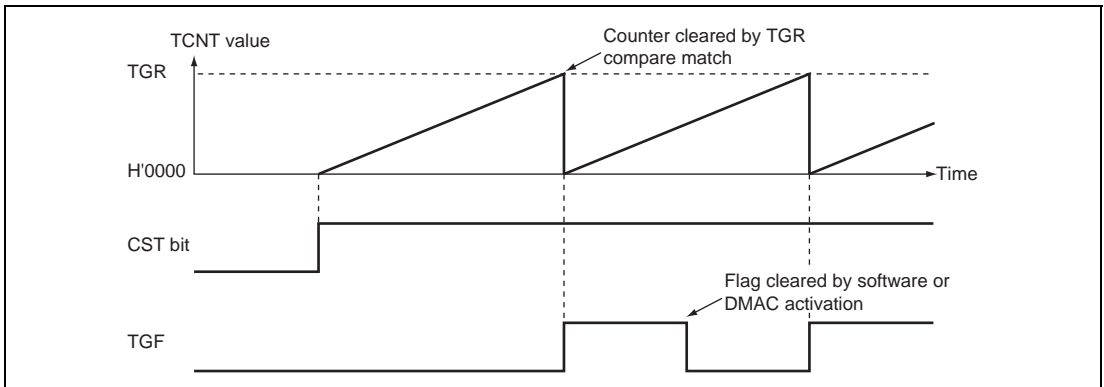 TCNT value
Counter cleared by TGR
compare match
TGR
H'0000
Time
CST bit
Flag cleared by software or
DMAC activation
TGF